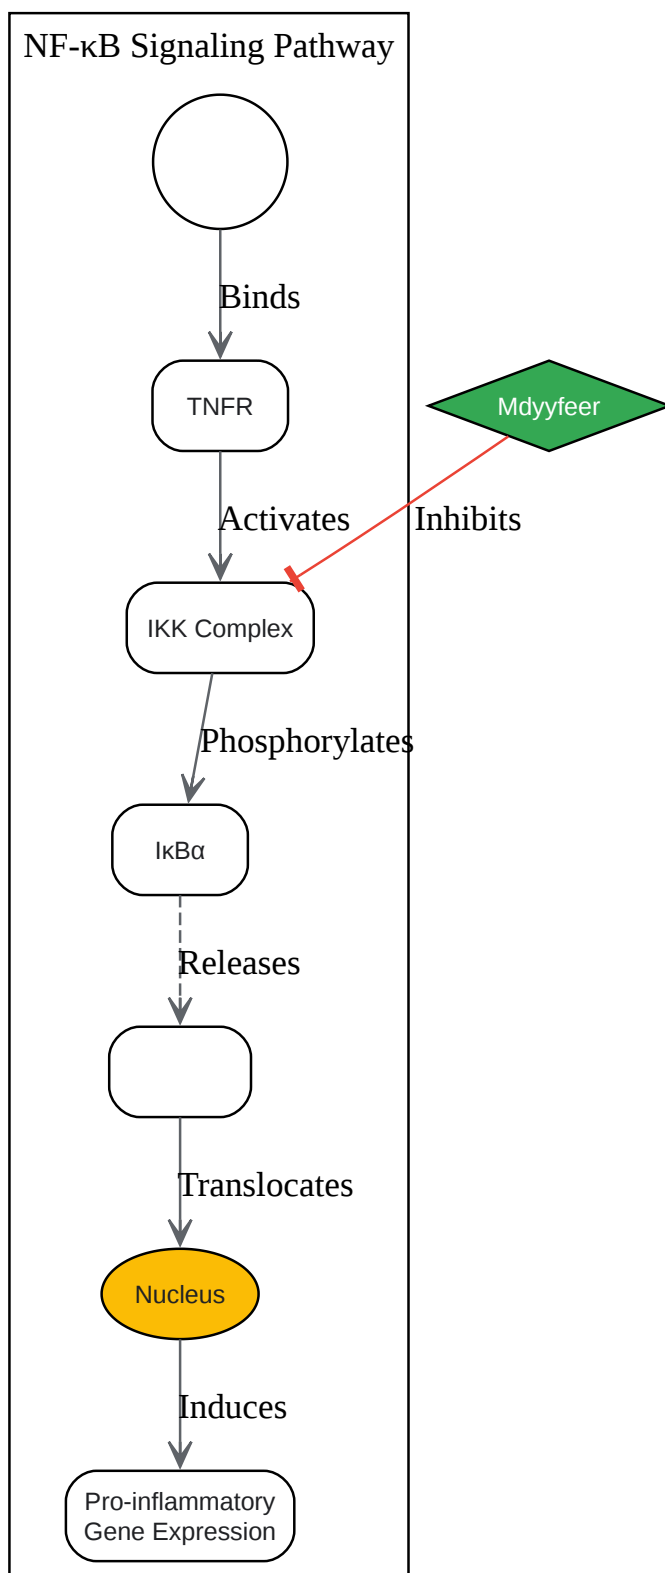 NF-κB Signaling Pathway
Binds
TNFR
Mdyyfeer
Activates
Inhibits
IKK Complex
Phosphorylates
IκBα
Releases
Translocates
Nucleus
Induces
Pro-inflammatory
Gene Expression